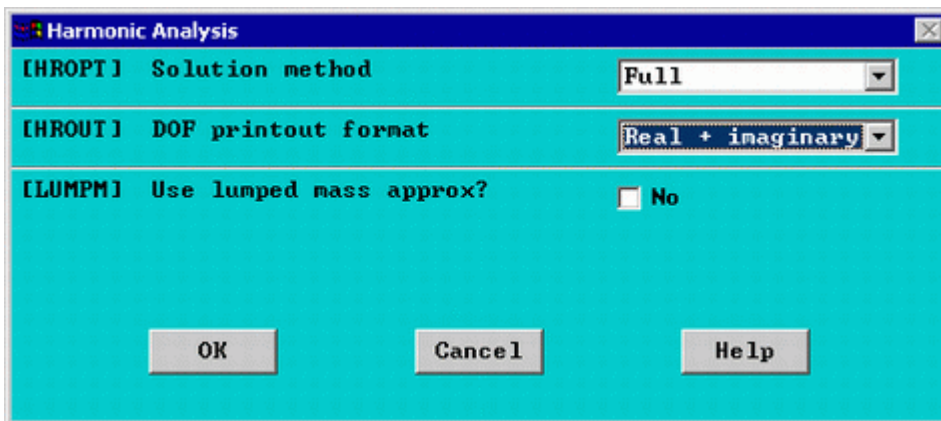 Harmonic Analysis
[HROPT] Solution method Full
[HROUT] DOF printout format Real + imaginary
[LUMPM] Use lumped mass approx? No
OK Cancel Help